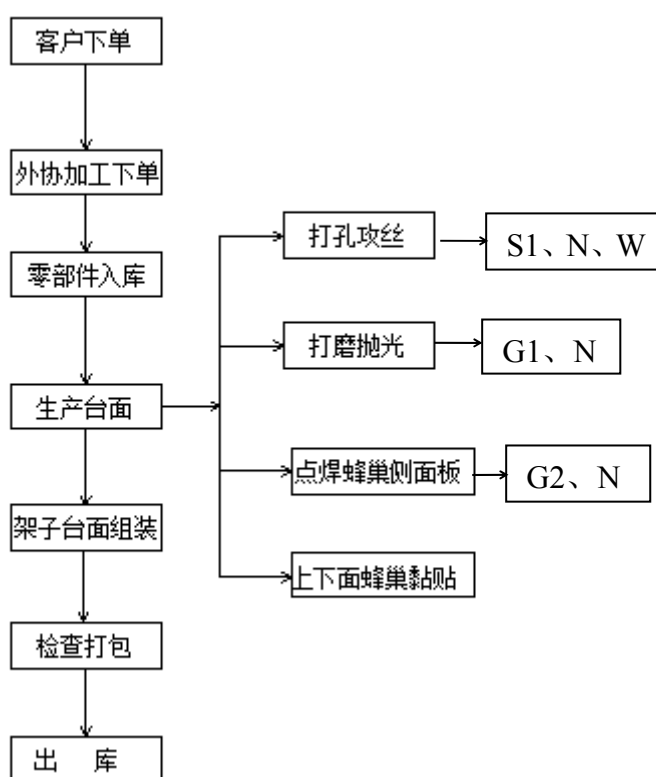 客户下单
外协加工下单
零部件入库
生产台面
架子台面组装
检查打包
出 库
打孔攻丝
S1、N、W
打磨抛光
G1、N
点焊蜂巢侧面板
G2、N
上下面蜂巢黏贴